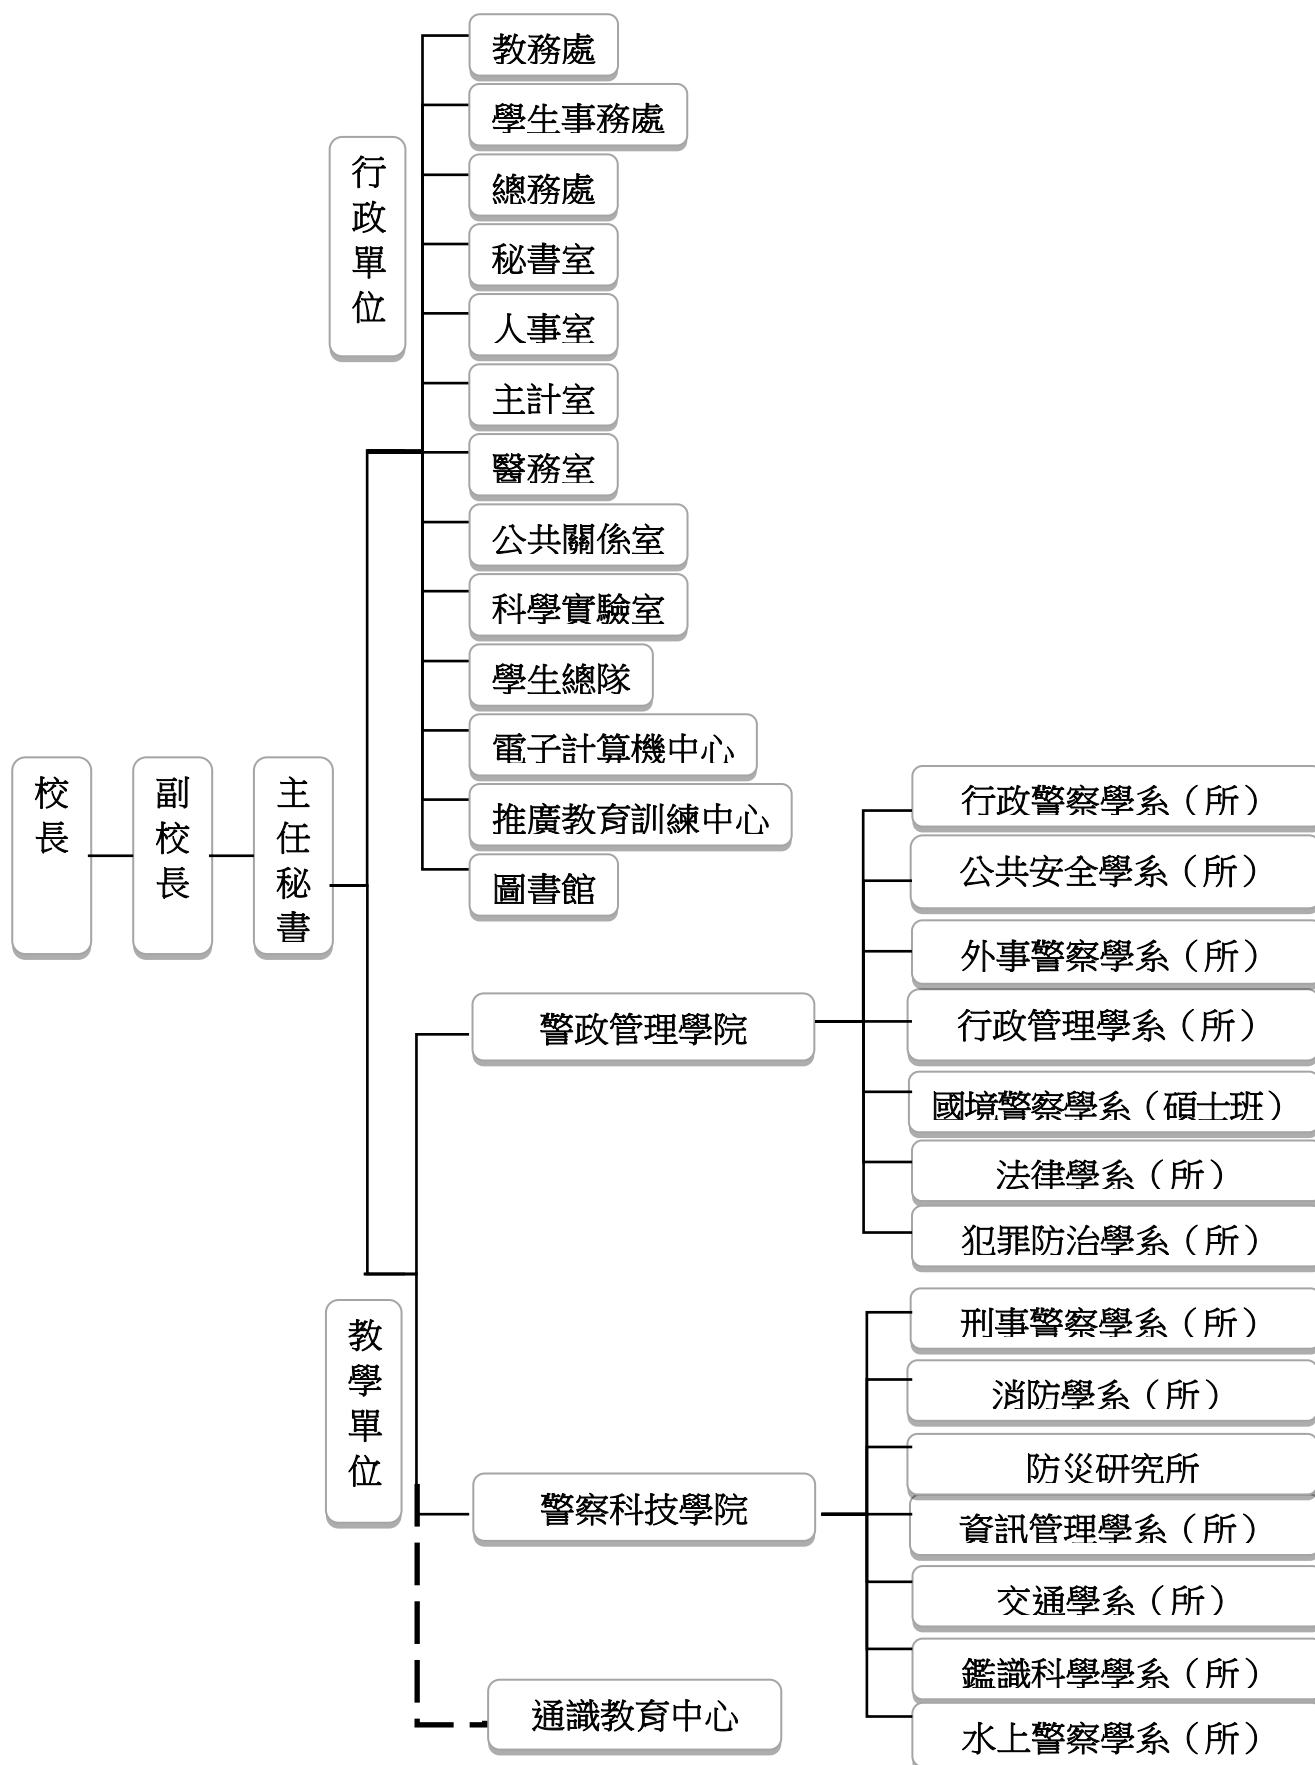 校長
副校長
主任秘書
行政單位
教務處
學生事務處
總務處
秘書室
人事室
主計室
醫務室
公共關係室
科學實驗室
學生總隊
電子計算機中心
推廣教育訓練中心
圖書館
教學單位
警政管理學院
行政警察學系（所）
公共安全學系（所）
外事警察學系（所）
行政管理學系（所）
國境警察學系（碩士班）
法律學系（所）
犯罪防治學系（所）
警察科技學院
刑事警察學系（所）
消防學系（所）
防災研究所
資訊管理學系（所）
交通學系（所）
鑑識科學學系（所）
水上警察學系（所）
通識教育中心